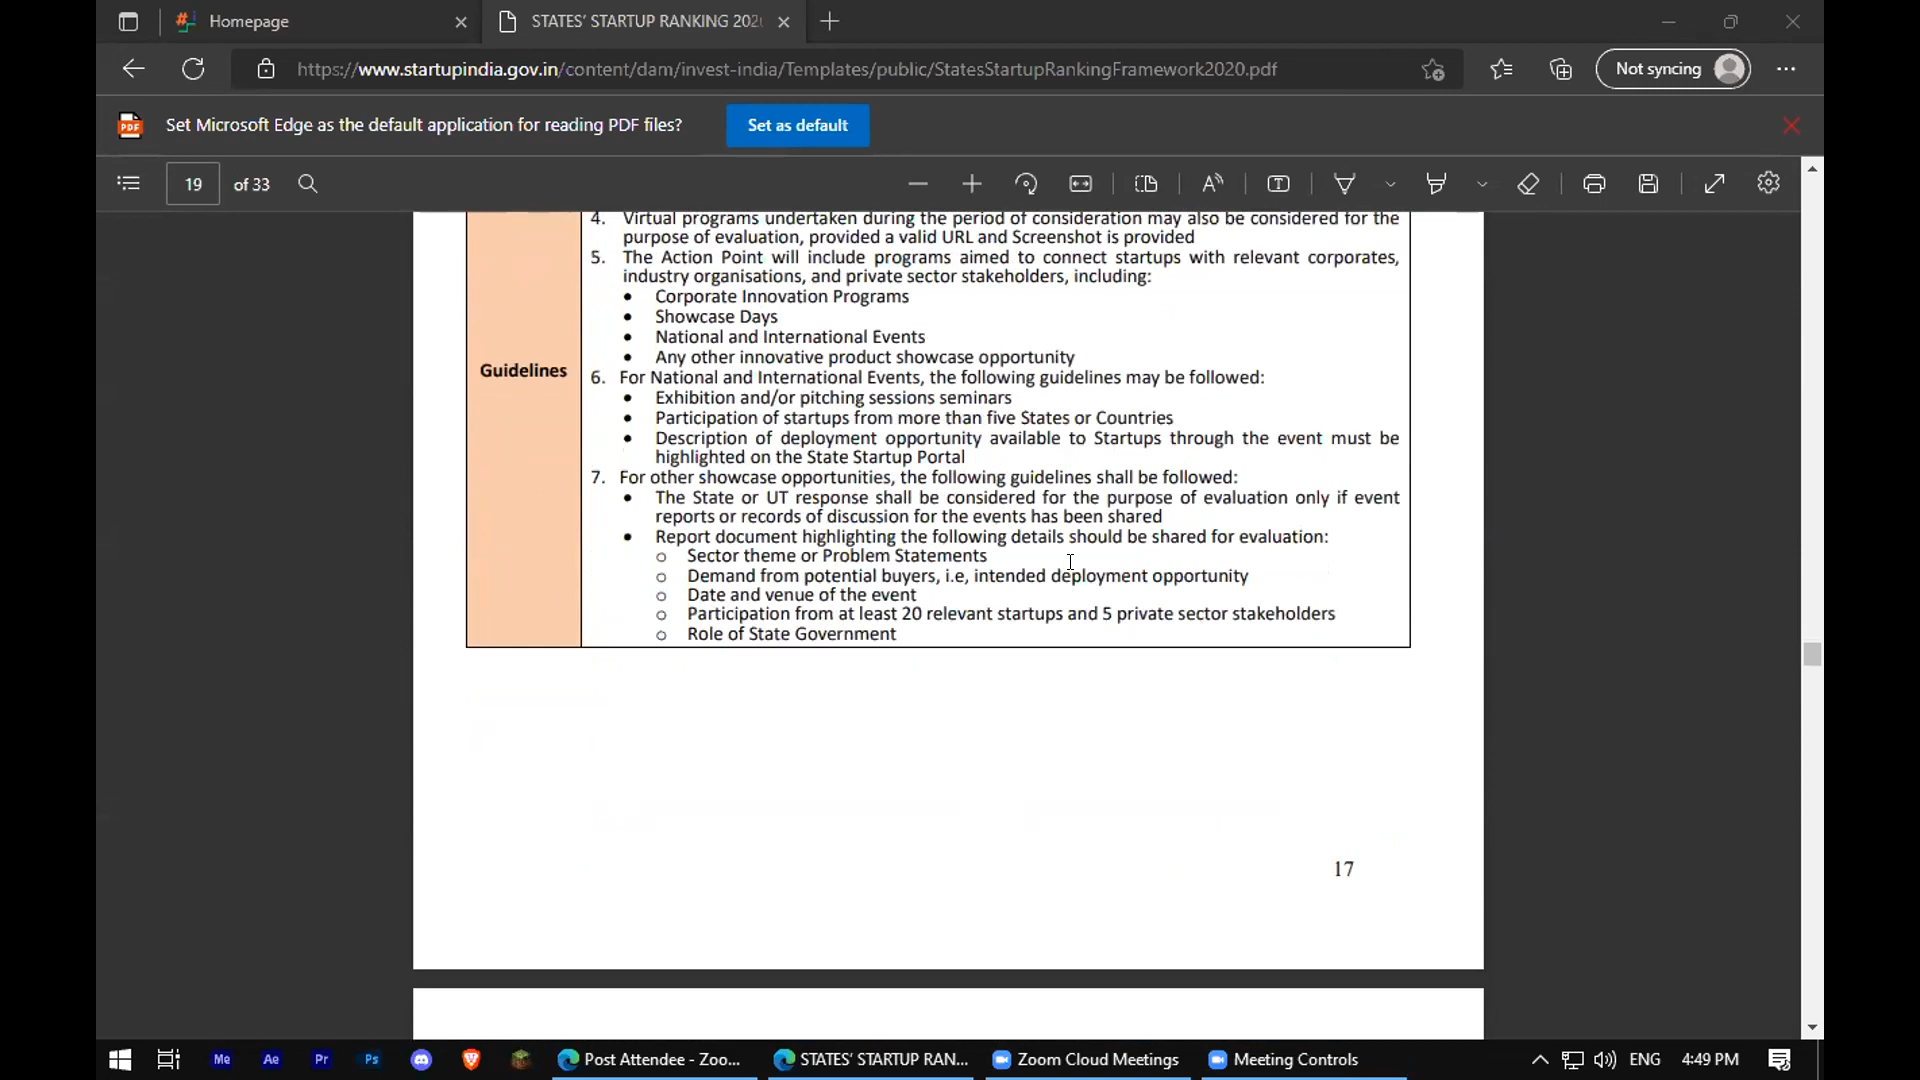 Homepage
STATES' STARTUP RANKING 202
https://www.startupindia.gov.in/content/dam/invest-india/Templates/public/StatesStartupRankingFramework2020.pdf
Not syncing
PDF
Set Microsoft Edge as the default application for reading PDF files?
Set as default
19 of 33
4. Virtual programs undertaken during the period of consideration may also be considered for the
purpose of evaluation, provided a valid URL and Screenshot is provided
5. The Action Point will include programs aimed to connect startups with relevant corporates,
industry organisations, and private sector stakeholders, including:
• Corporate Innovation Programs
• Showcase Days
• National and International Events
• Any other innovative product showcase opportunity
Guidelines
6. For National and International Events, the following guidelines may be followed:
• Exhibition and/or pitching sessions seminars
• Participation of startups from more than five States or Countries
• Description of deployment opportunity available to Startups through the event must be
highlighted on the State Startup Portal
7. For other showcase opportunities, the following guidelines shall be followed:
• The State or UT response shall be considered for the purpose of evaluation only if event
reports or records of discussion for the events has been shared
• Report document highlighting the following details should be shared for evaluation:
o Sector theme or Problem Statements
o Demand from potential buyers, i.e, intended deployment opportunity
o Date and venue of the event
o Participation from at least 20 relevant startups and 5 private sector stakeholders
o Role of State Government
17
Me Ae Pr Ps
Post Attendee - Zoo...
STATES' STARTUP RAN...
Zoom Cloud Meetings
Meeting Controls
ENG
4:49 PM